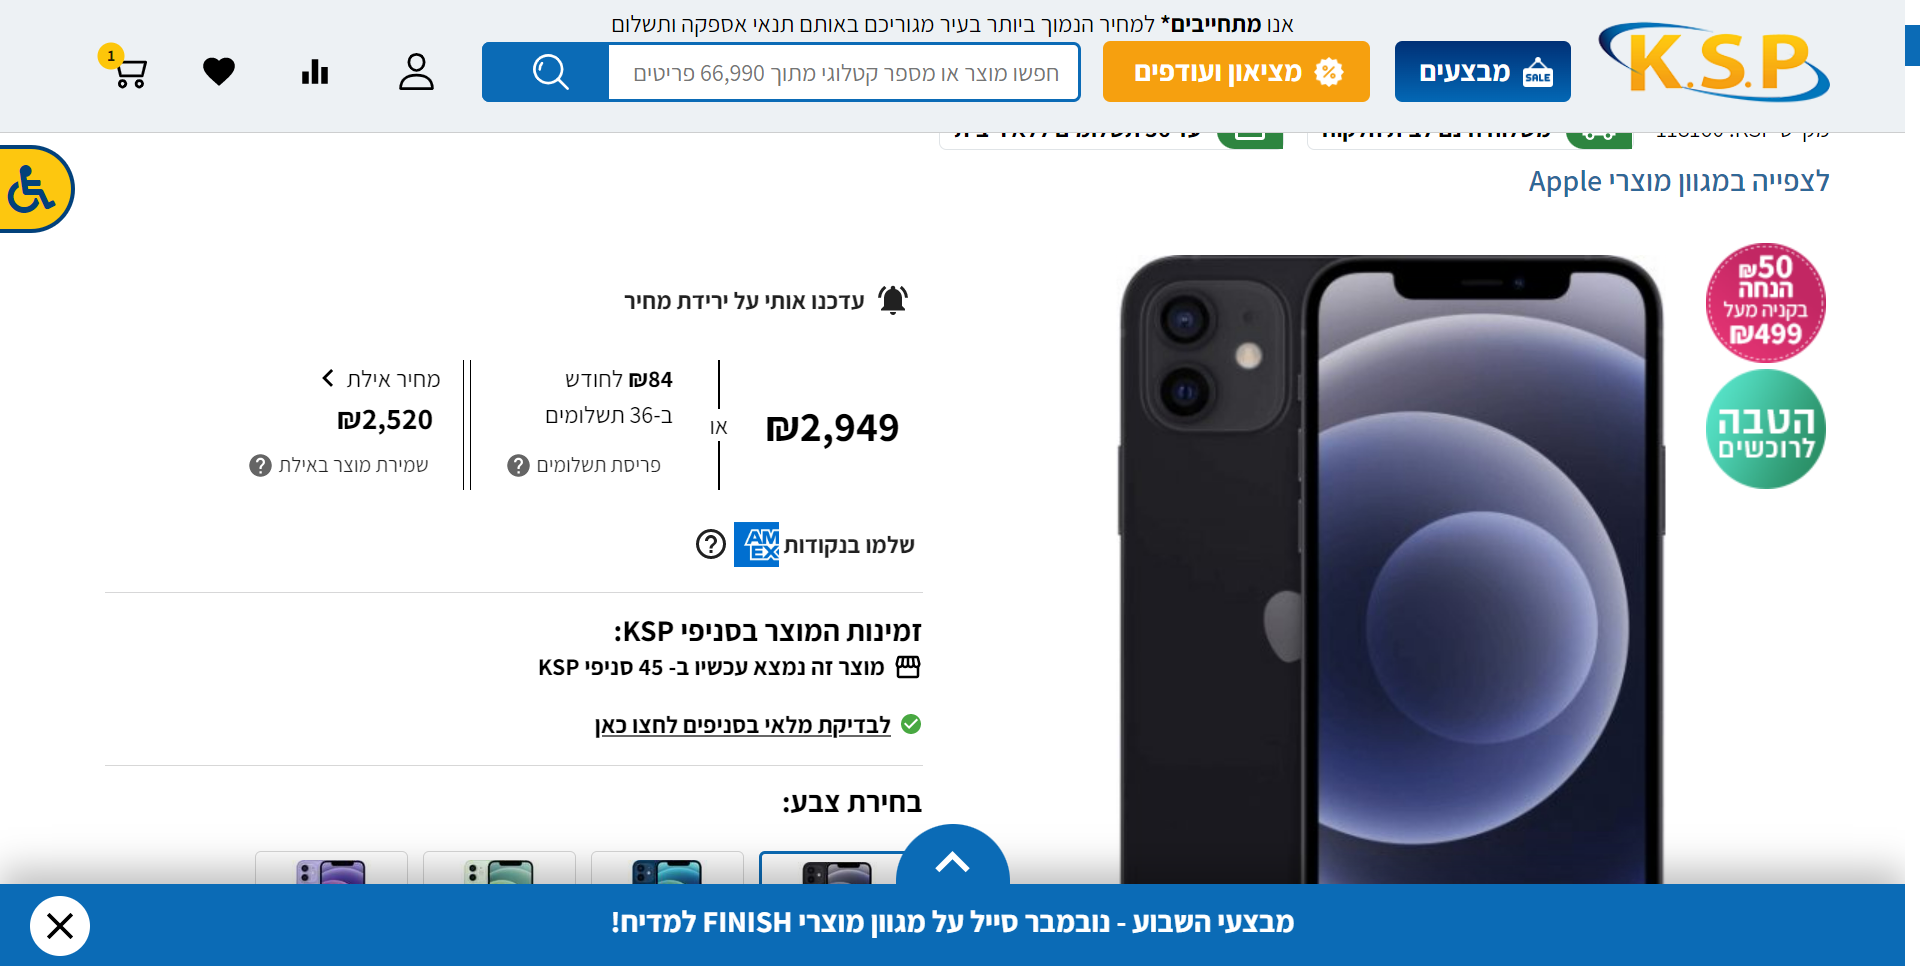 אנו מתחייבים* למחיר הנמוך ביותר בעיר מגוריכם באותם תנאי אספקה ותשלום
K.S.P
מבצעים
SALE
מציאון ועודפים
חפשו מוצר או מספר קטלוגי מתוך 66,990 פריטים
1
לצפייה במגוון מוצרי Apple
₪50
הנחה
בקניה מעל
₪499
הטבה
לרוכשים
עדכנו אותי על ירידת מחיר
₪2,949
או
₪84 לחודש
ב-36 תשלומים
פריסת תשלומים
מחיר אילת
₪2,520
שמירת מוצר באילת
שלמו בנקודות
AM
EX
זמינות המוצר בסניפי KSP:
מוצר זה נמצא עכשיו ב- 45 סניפי KSP
לבדיקת מלאי בסניפים לחצו כאן
בחירת צבע:
מבצעי השבוע - נובמבר סייל על מגוון מוצרי FINISH למדיח!